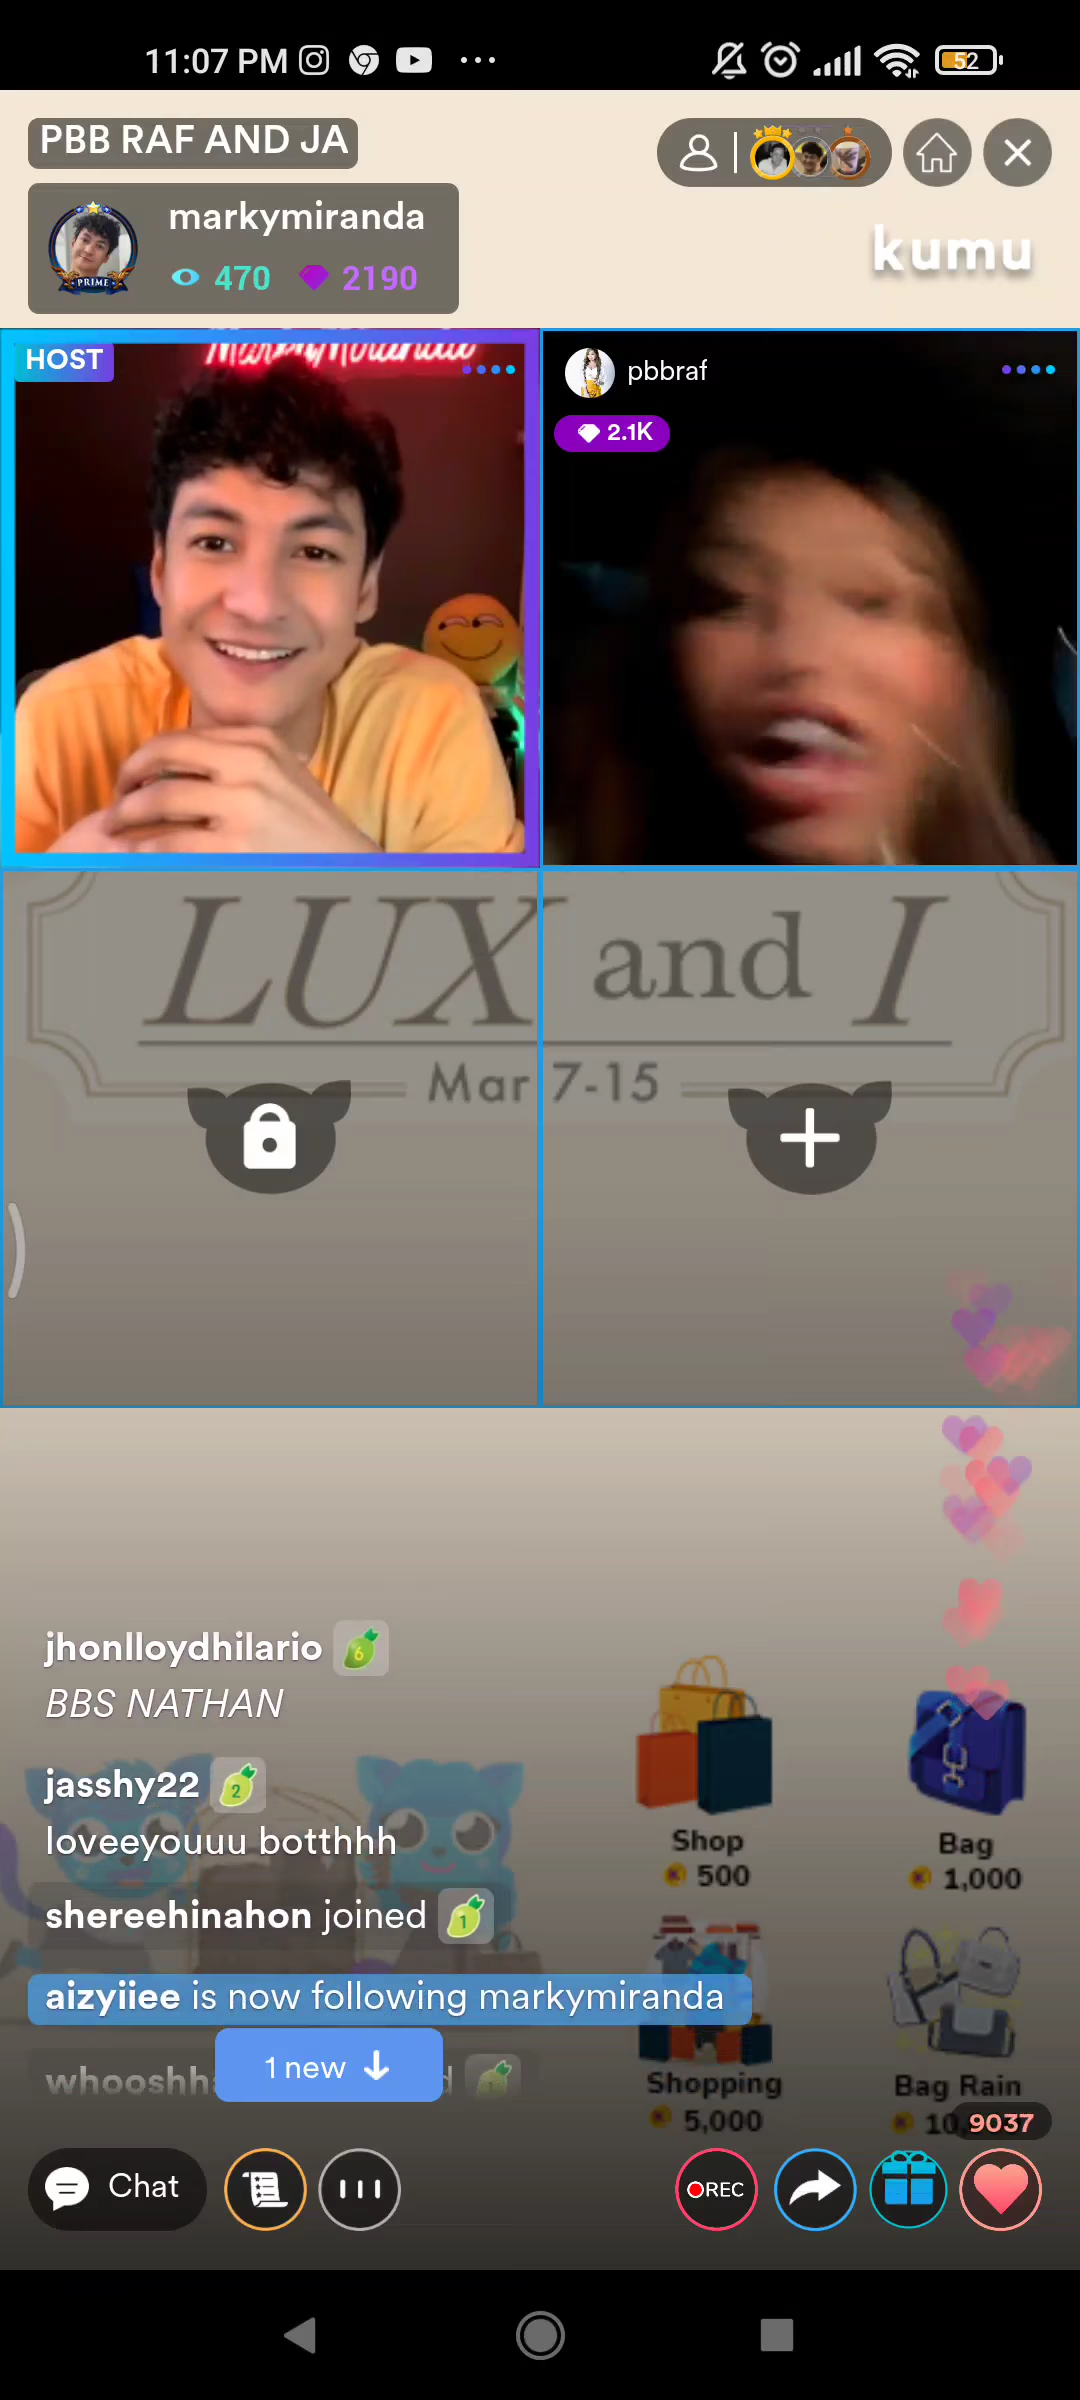 11:07 PM
52
PBB RAF AND JA
markymiranda
470 2190
PRIME
kumu
MarkyMiranda
HOST
pbbraf
2.1K
LUX and I
Mar 7-15
jhonlloydhilario 6
BBS NATHAN
jasshy22 2
loveeyouuu botthhh
shereehinahon joined 1
aizyiiee is now following markymiranda
1 new
Shop
500
Bag
1,000
Shopping
5,000
Bag Rain
9037
Chat
REC